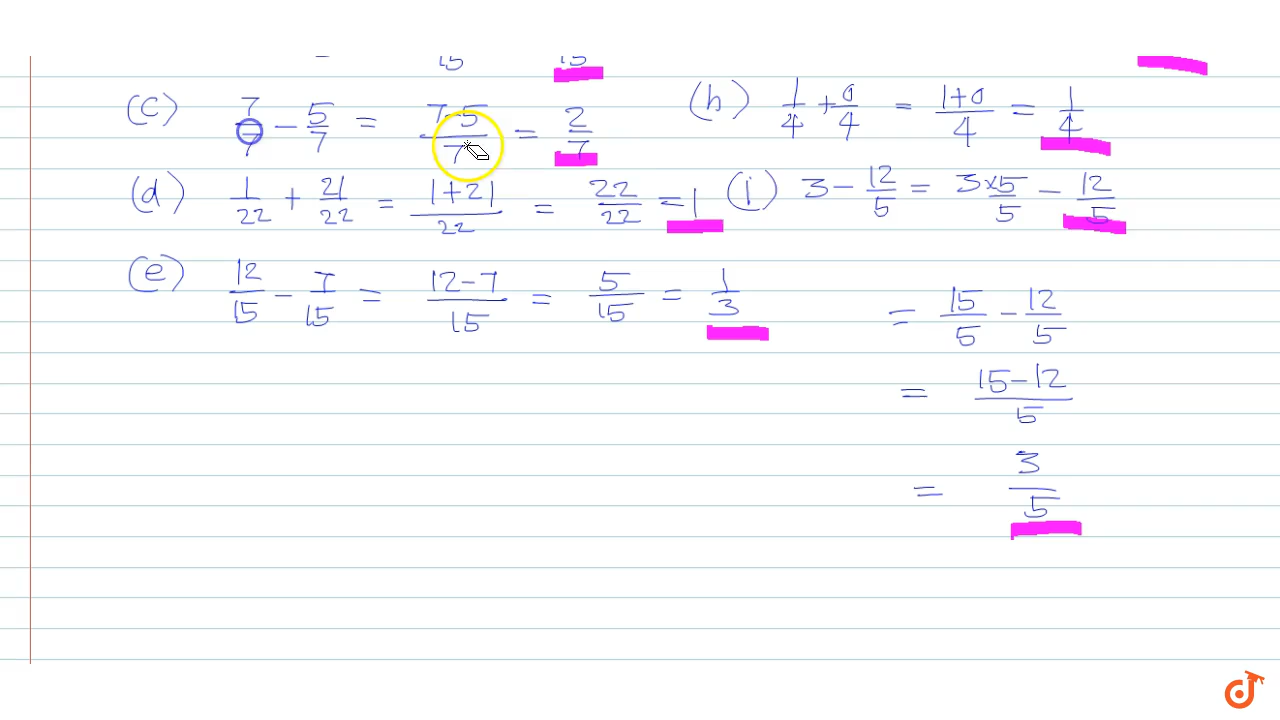 15 15
(c) 7/7 - 5/7 = 7-5/7 = 2/7
(d) 1/22 + 21/22 = 1+21/22 = 22/22 = 1
(e) 12/15 - 7/15 = 12-7/15 = 5/15 = 1/3
(h) 1/4 + 0/4 = 1+0/4 = 1/4
(i) 3 - 12/5 = 3×5/5 - 12/5
= 15/5 - 12/5
= 15-12/5
= 3/5